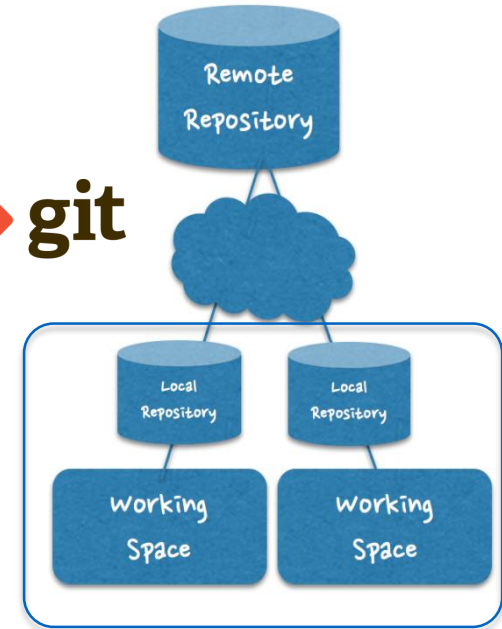 Remote
Repository
git
Local
Repository
Local
Repository
Working
Space
Working
Space